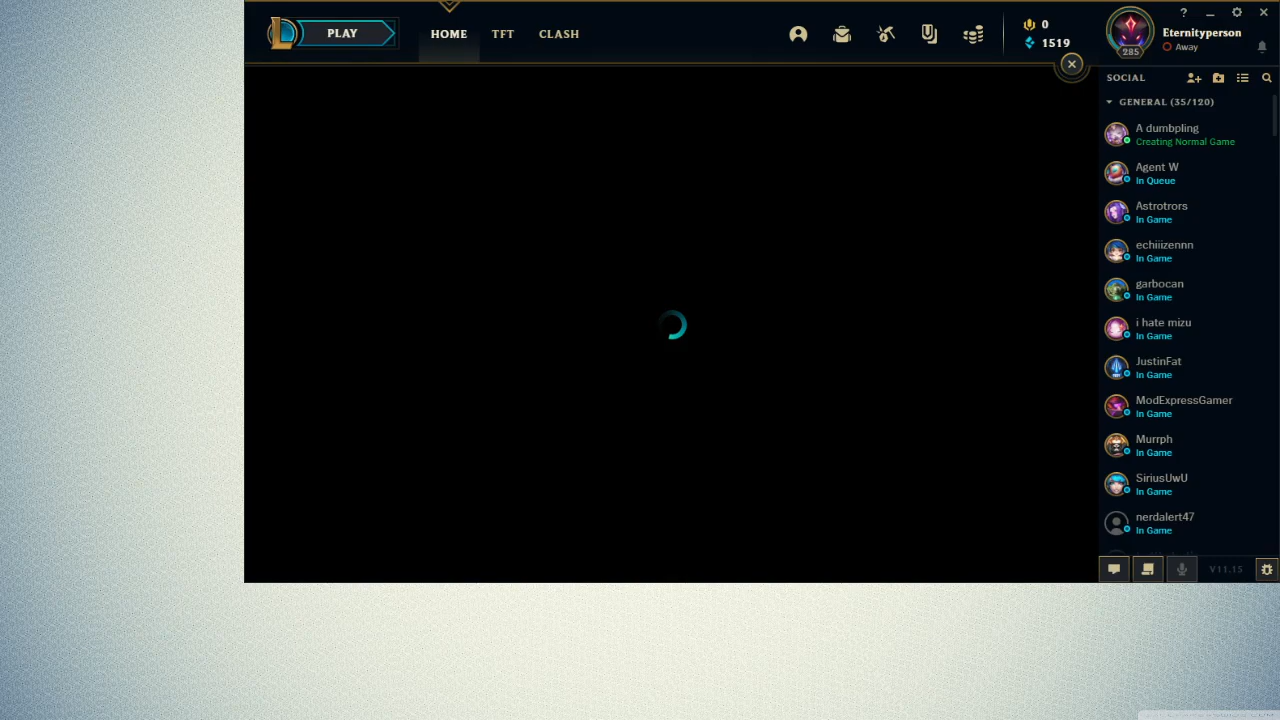 PLAY
HOME
TFT
CLASH
0
1519
285
Eternityperson
Away
SOCIAL
GENERAL (35/120)
A dumbpling
Creating Normal Game
Agent W
In Queue
Astrotrors
In Game
echiiizennn
In Game
garbocan
In Game
i hate mizu
In Game
JustinFat
In Game
ModExpressGamer
In Game
Murrph
In Game
SiriusUwU
In Game
nerdalert47
In Game
V11.15